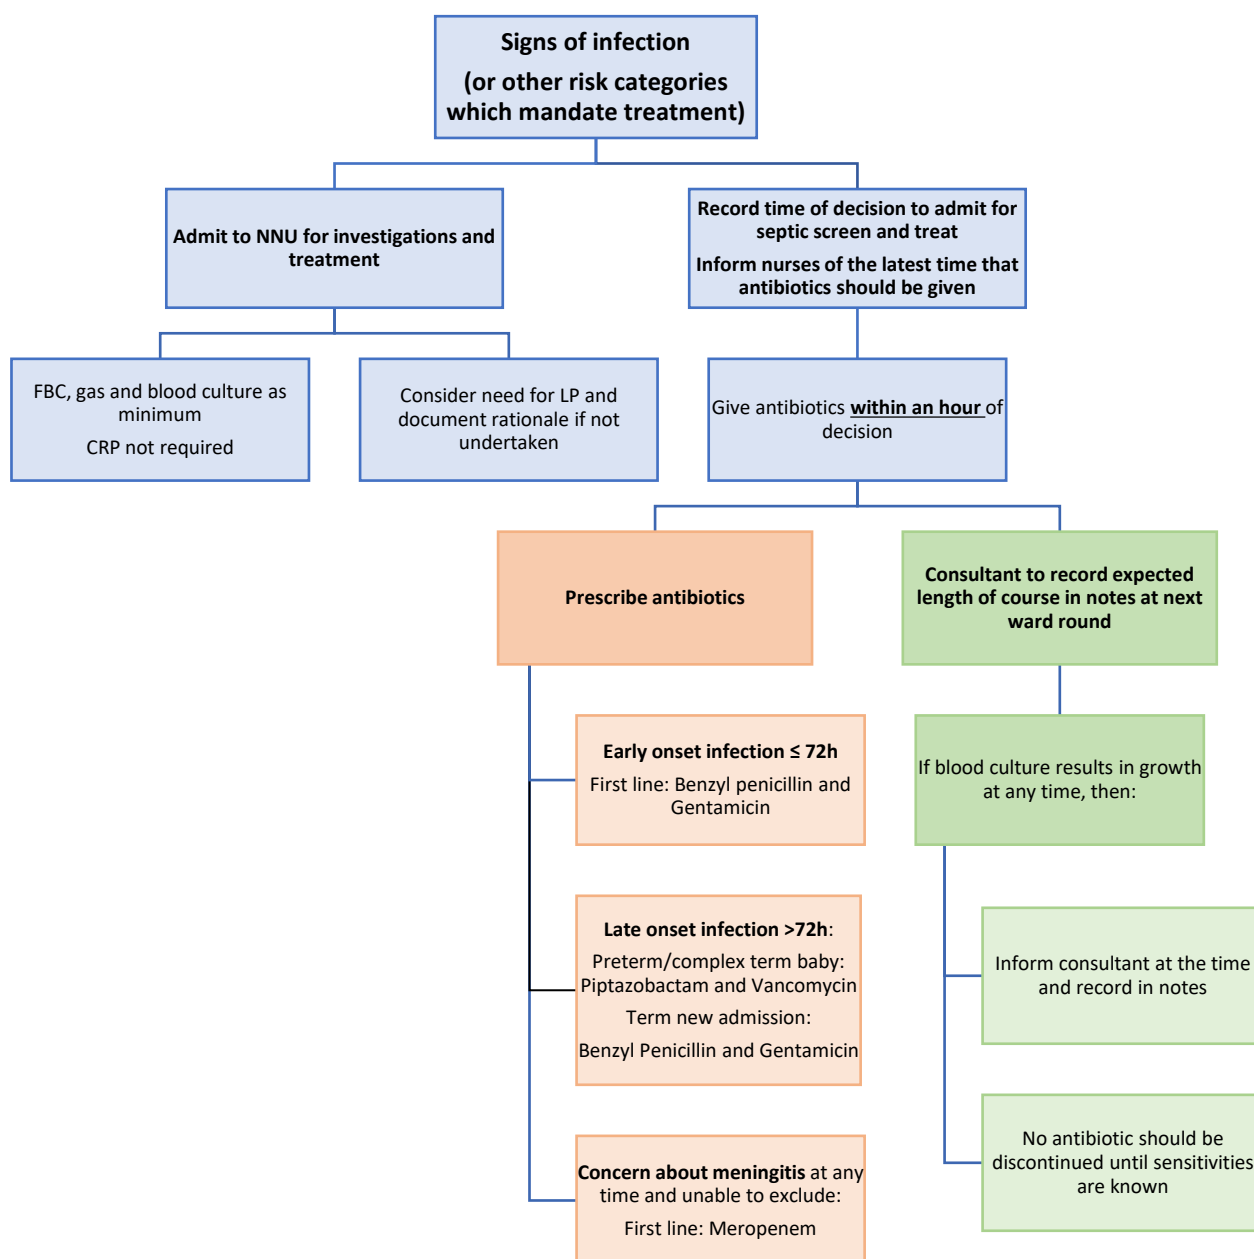 Signs of infection
(or other risk categories
which mandate treatment)
Admit to NNU for investigations and
treatment
Record time of decision to admit for
septic screen and treat
Inform nurses of the latest time that
antibiotics should be given
FBC, gas and blood culture as
minimum
CRP not required
Consider need for LP and
document rationale if not
undertaken
Give antibiotics within an hour of
decision
Prescribe antibiotics
Consultant to record expected
length of course in notes at next
ward round
Early onset infection ≤ 72h
First line: Benzyl penicillin and
Gentamicin
If blood culture results in growth
at any time, then:
Late onset infection >72h:
Preterm/complex term baby:
Piptazobactam and Vancomycin
Term new admission:
Benzyl Penicillin and Gentamicin
Inform consultant at the time
and record in notes
No antibiotic should be
discontinued until sensitivities
are known
Concern about meningitis at any
time and unable to exclude:
First line: Meropenem